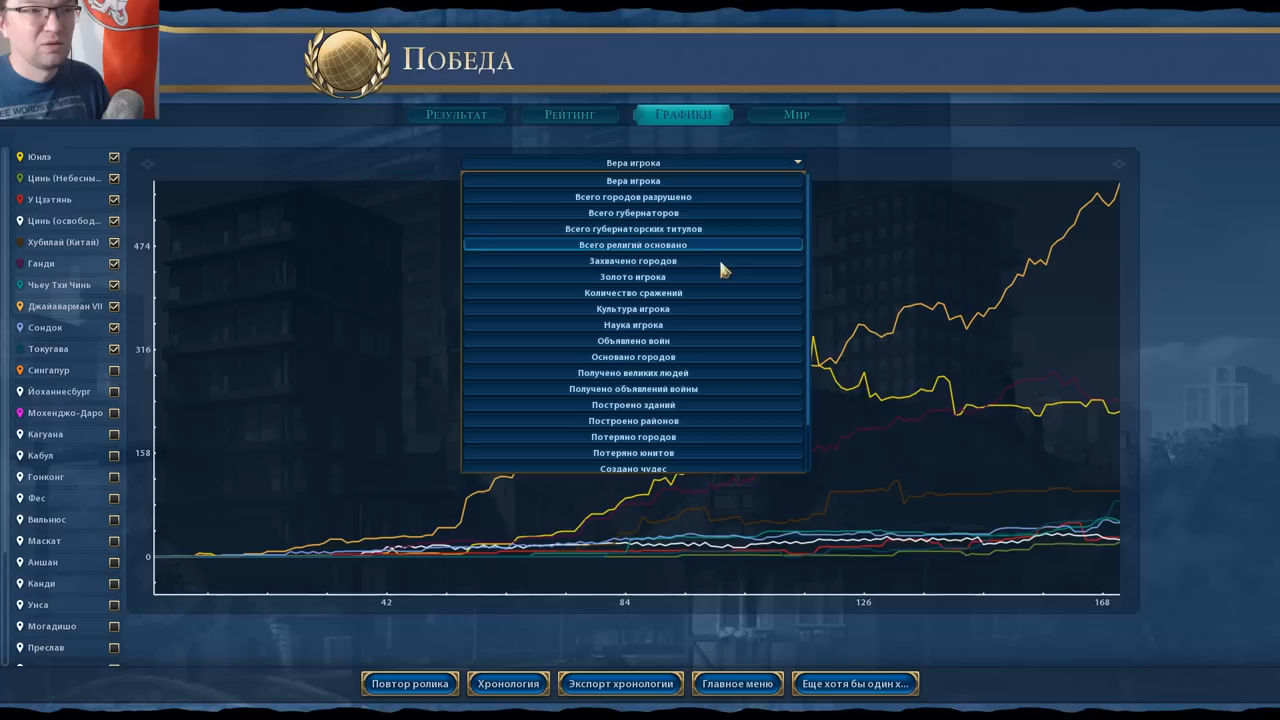 Победа
Результат
Рейтинг
Графики
Мир
Юнлэ
Цинь (Небесны...
У Цзэтянь
Цинь (освобод...
Хубилай (Китай)
Ганди
Чьеу Тхи Чинь
Джайаварман VII
Сондок
Токугава
Сингапур
Йоханнесбург
Мохенджо-Даро
Кагуана
Кабул
Гонконг
Фес
Вильнюс
Маскат
Аншан
Канди
Унса
Могадишо
Преслав
Вера игрока
Вера игрока
Всего городов разрушено
Всего губернаторов
Всего губернаторских титулов
Всего религий основано
Захвачено городов
Золото игрока
Количество сражений
Культура игрока
Наука игрока
Объявлено войн
Основано городов
Получено великих людей
Получено объявлений войны
Построено зданий
Построено районов
Потеряно городов
Потеряно юнитов
Создано чудес
474
316
158
0
42
84
126
168
Повтор ролика
Хронология
Экспорт хронологии
Главное меню
Еще хотя бы один х...